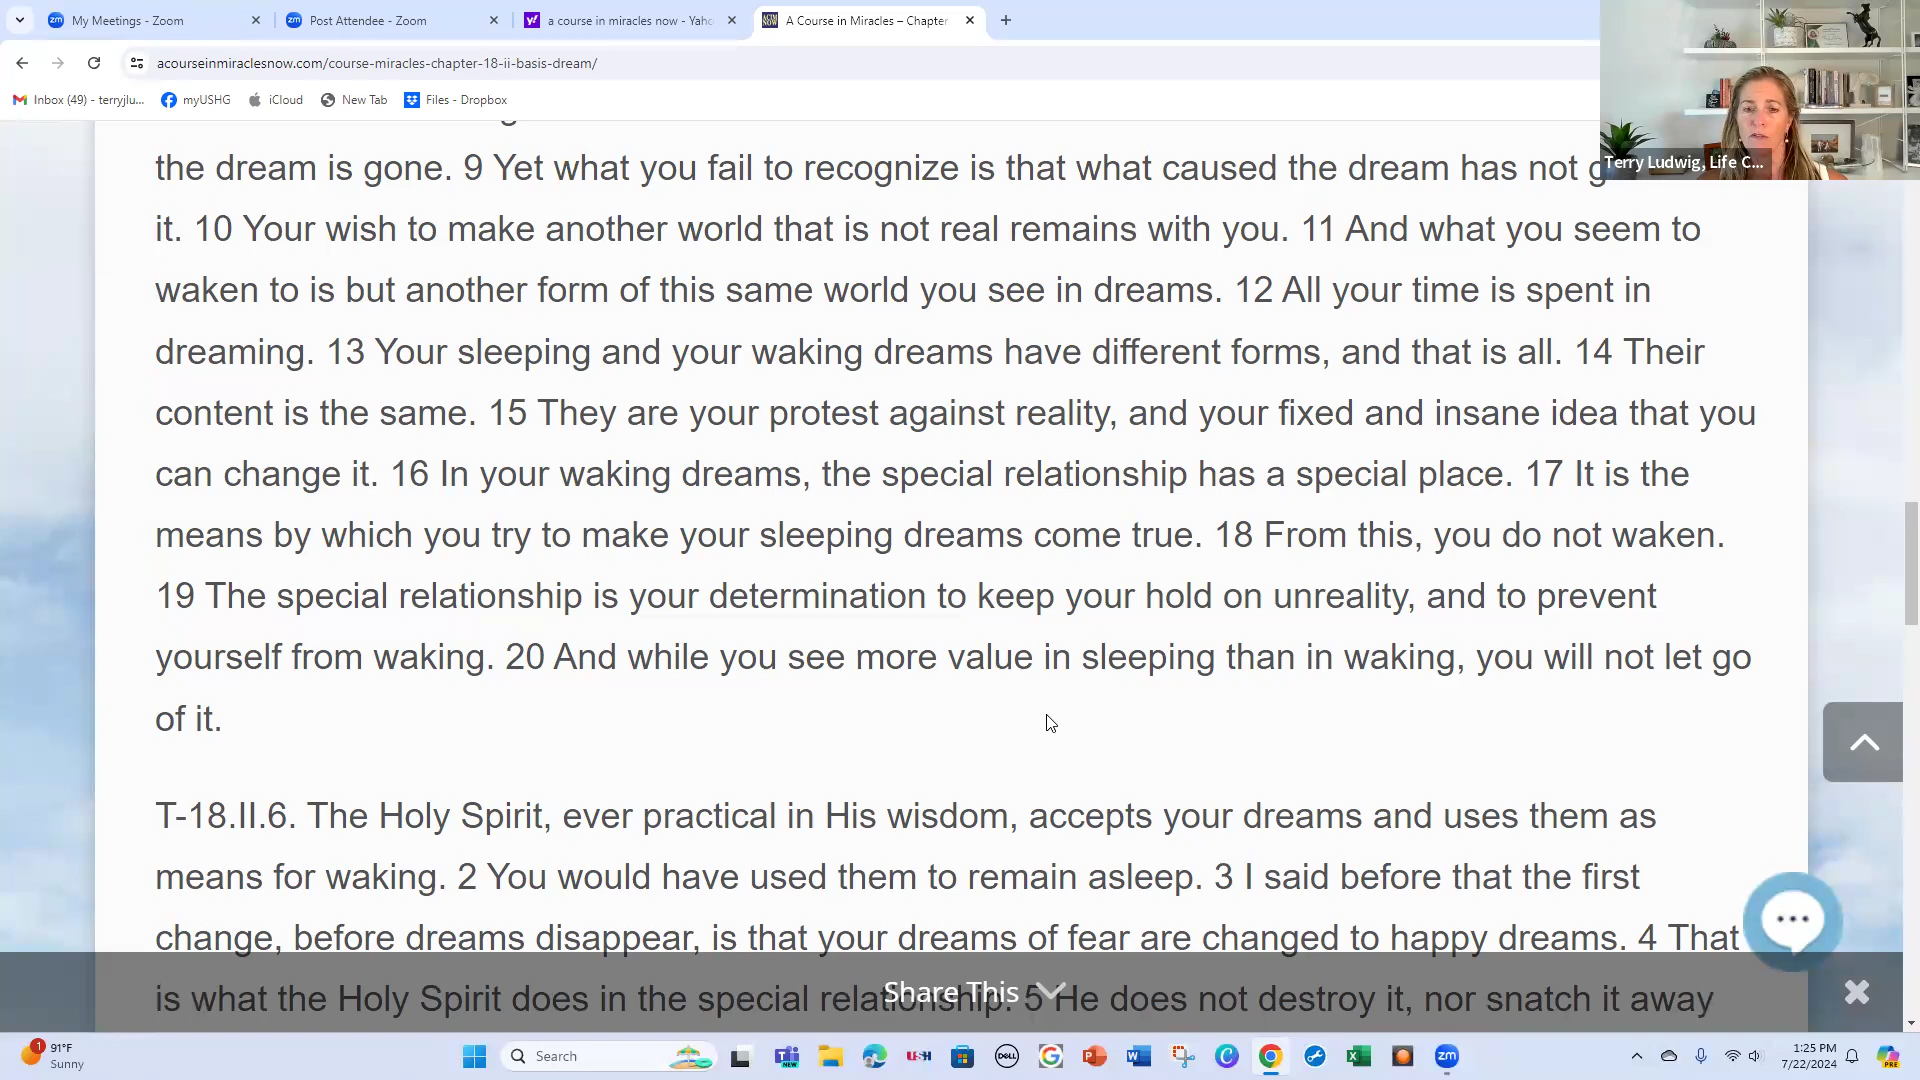 My Meetings - Zoom
Post Attendee - Zoom
a course in miracles now - Yaho
A Course in Miracles – Chapter
acourseinmiraclesnow.com/course-miracles-chapter-18-ii-basis-dream/
Inbox (49) - terryjlu...
myUSHG
iCloud
New Tab
Files - Dropbox
Terry Ludwig, Life C...
the dream is gone. 9 Yet what you fail to recognize is that what caused the dream has not g
it. 10 Your wish to make another world that is not real remains with you. 11 And what you seem to
waken to is but another form of this same world you see in dreams. 12 All your time is spent in
dreaming. 13 Your sleeping and your waking dreams have different forms, and that is all. 14 Their
content is the same. 15 They are your protest against reality, and your fixed and insane idea that you
can change it. 16 In your waking dreams, the special relationship has a special place. 17 It is the
means by which you try to make your sleeping dreams come true. 18 From this, you do not waken.
19 The special relationship is your determination to keep your hold on unreality, and to prevent
yourself from waking. 20 And while you see more value in sleeping than in waking, you will not let go
of it.
T-18.II.6. The Holy Spirit, ever practical in His wisdom, accepts your dreams and uses them as
means for waking. 2 You would have used them to remain asleep. 3 I said before that the first
change, before dreams disappear, is that your dreams of fear are changed to happy dreams. 4 That
is what the Holy Spirit does in the special relationship. 5 He does not destroy it, nor snatch it away
Share This
91°F
Sunny
Search
1:25 PM
7/22/2024